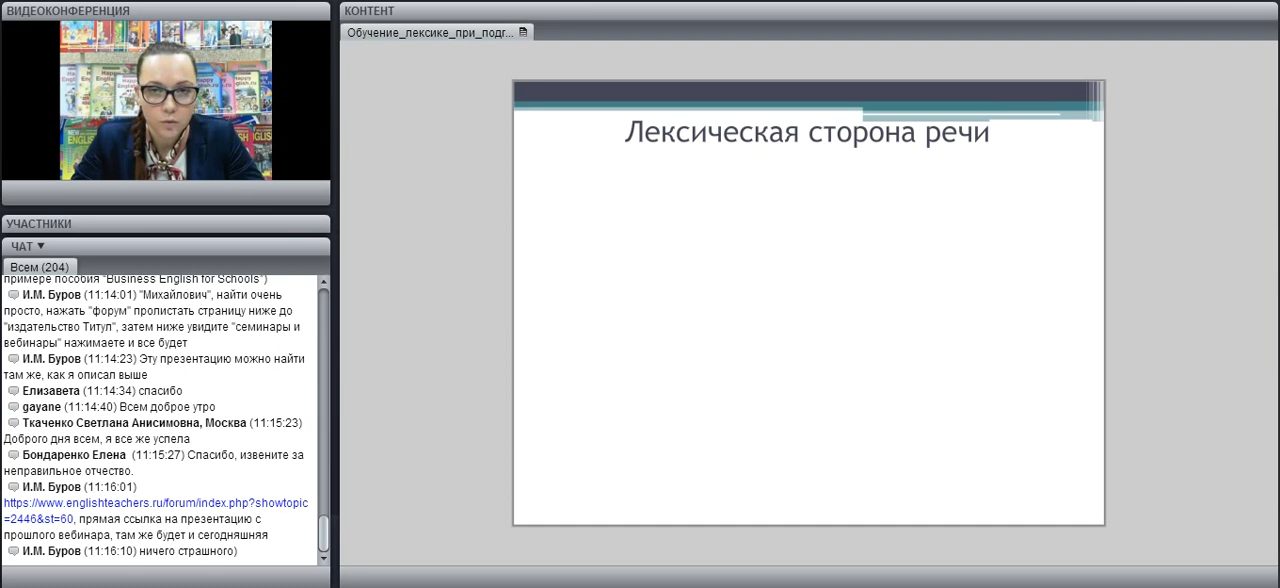 ВИДЕОКОНФЕРЕНЦИЯ
УЧАСТНИКИ
ЧАТ
Всем (204)
примере пособия "Business English for Schools")
И.М. Буров (11:14:01) "Михайлович", найти очень
просто, нажать "форум" пролистать страницу ниже до
"издательство Титул", затем ниже увидите "семинары и
вебинары" нажимаете и все будет
И.М. Буров (11:14:23) Эту презентацию можно найти
там же, как я описал выше
Елизавета (11:14:34) спасибо
gayane (11:14:40) Всем доброе утро
Ткаченко Светлана Анисимовна, Москва (11:15:23)
Доброго дня всем, я все же успела
Бондаренко Елена (11:15:27) Спасибо, извените за
неправильное отчество.
И.М. Буров (11:16:01)
https://www.englishteachers.ru/forum/index.php?showtopic
=2446&st=60, прямая ссылка на презентацию с
прошлого вебинара, там же будет и сегодняшняя
И.М. Буров (11:16:10) ничего страшного)
КОНТЕНТ
Обучение_лексике_при_подг...
Лексическая сторона речи